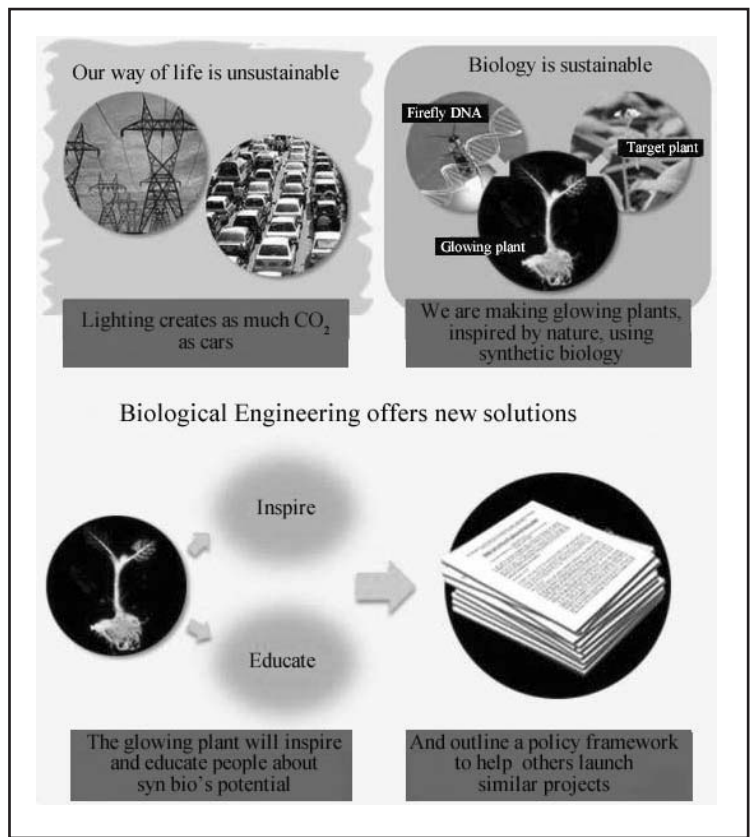 Our way of life is unsustainable
Lighting creates as much CO₂
as cars
Biology is sustainable
Firefly DNA
Target plant
Glowing plant
We are making glowing plants,
inspired by nature, using
synthetic biology
Biological Engineering offers new solutions
Inspire
Educate
The glowing plant will inspire
and educate people about
syn bio's potential
And outline a policy framework
to help others launch
similar projects